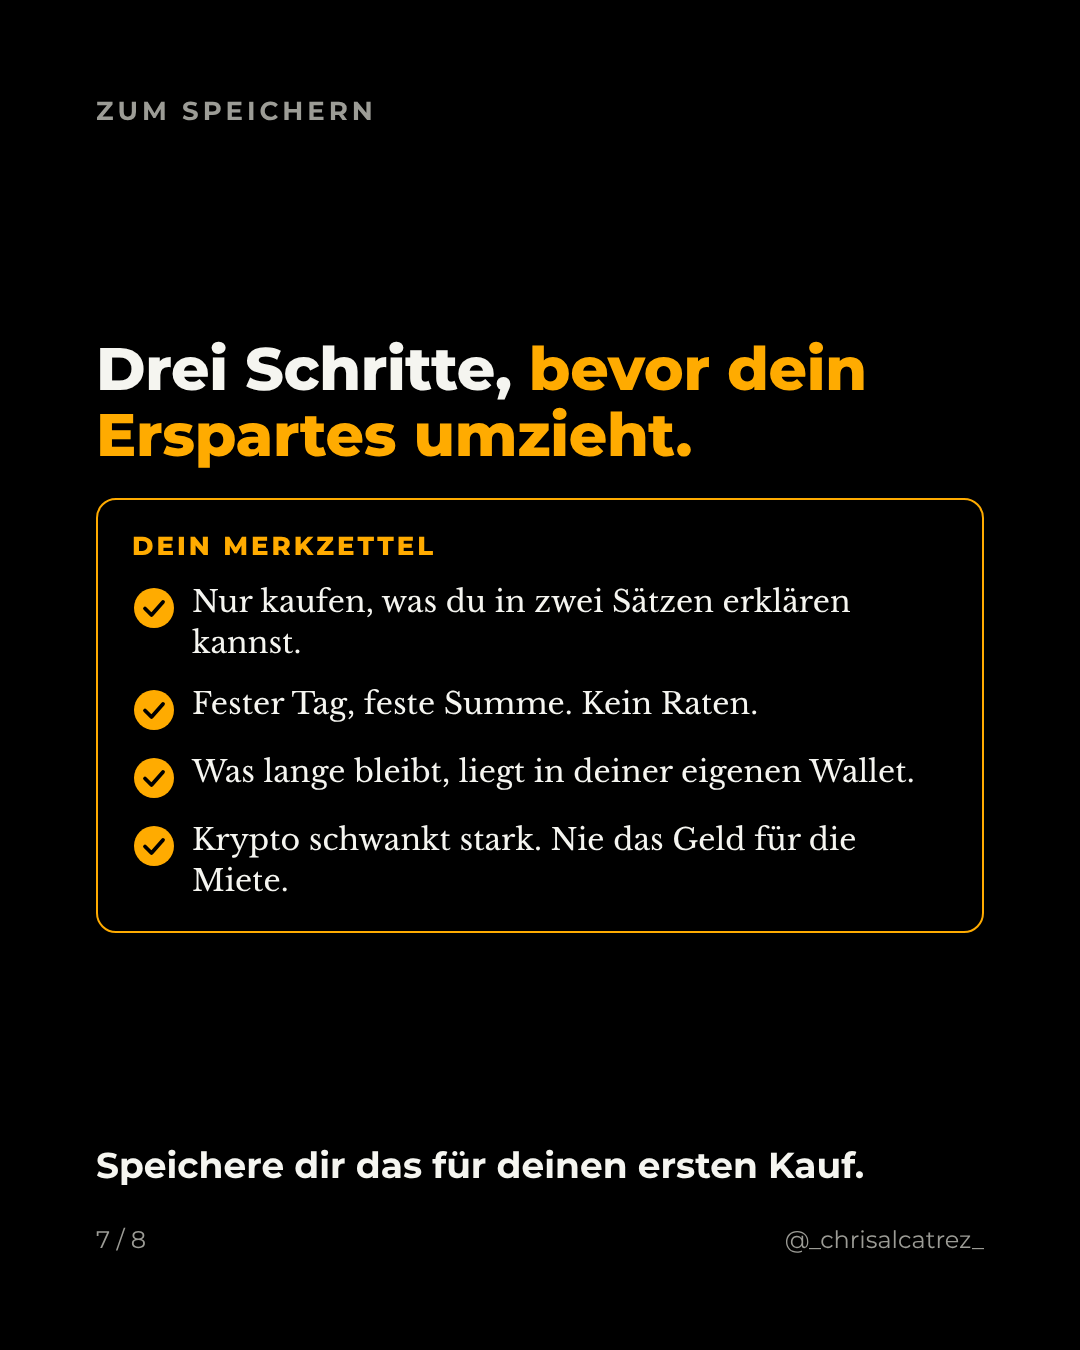 ZUM SPEICHERN
Drei Schritte, bevor dein
Erspartes umzieht.
DEIN MERKZETTEL
Nur kaufen, was du in zwei Sätzen erklären
kannst.
Fester Tag, feste Summe. Kein Raten.
Was lange bleibt, liegt in deiner eigenen Wallet.
Krypto schwankt stark. Nie das Geld für die
Miete.
Speichere dir das für deinen ersten Kauf.
7 / 8
@_chrisalcatrez_